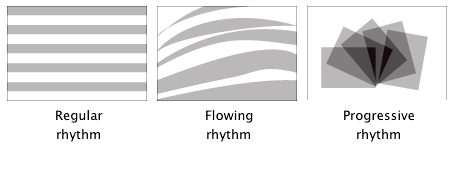 Regular
rhythm
Flowing
rhythm
Progressive
rhythm